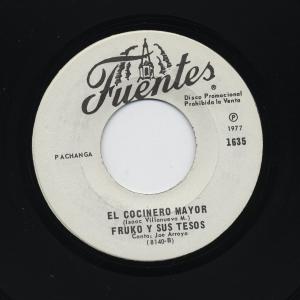 Fuentes
Disco Promocional
Prohibida la Venta
P
1977
PACHANGA
1635
EL COCINERO MAYOR
(Isaac Villanueva M.)
FRUKO Y SUS TESOS
Canta: Joe Arroyo
(8140-B)